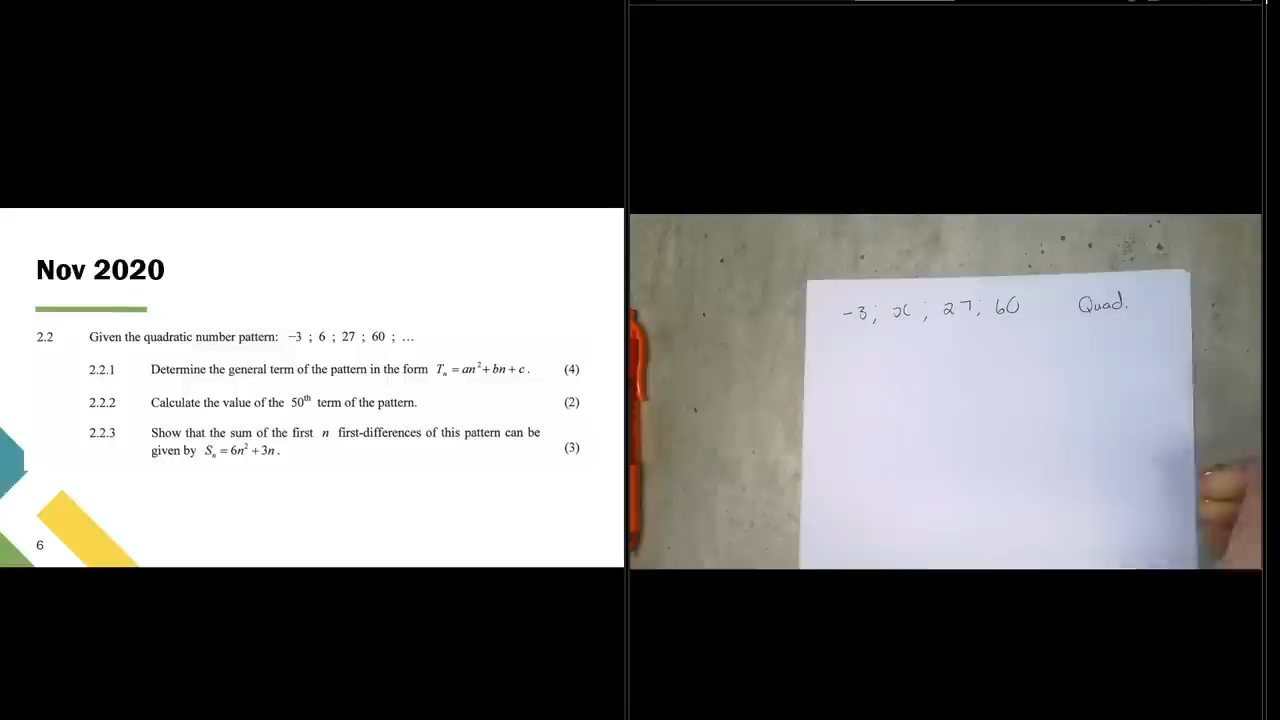 Nov 2020
2.2 Given the quadratic number pattern: −3 ; 6 ; 27 ; 60 ; …
2.2.1 Determine the general term of the pattern in the form Tₙ = an² + bn + c . (4)
2.2.2 Calculate the value of the 50th term of the pattern. (2)
2.2.3 Show that the sum of the first n first-differences of this pattern can be
given by Sₙ = 6n² + 3n . (3)
6
-3; x ; 27; 60 Quad.